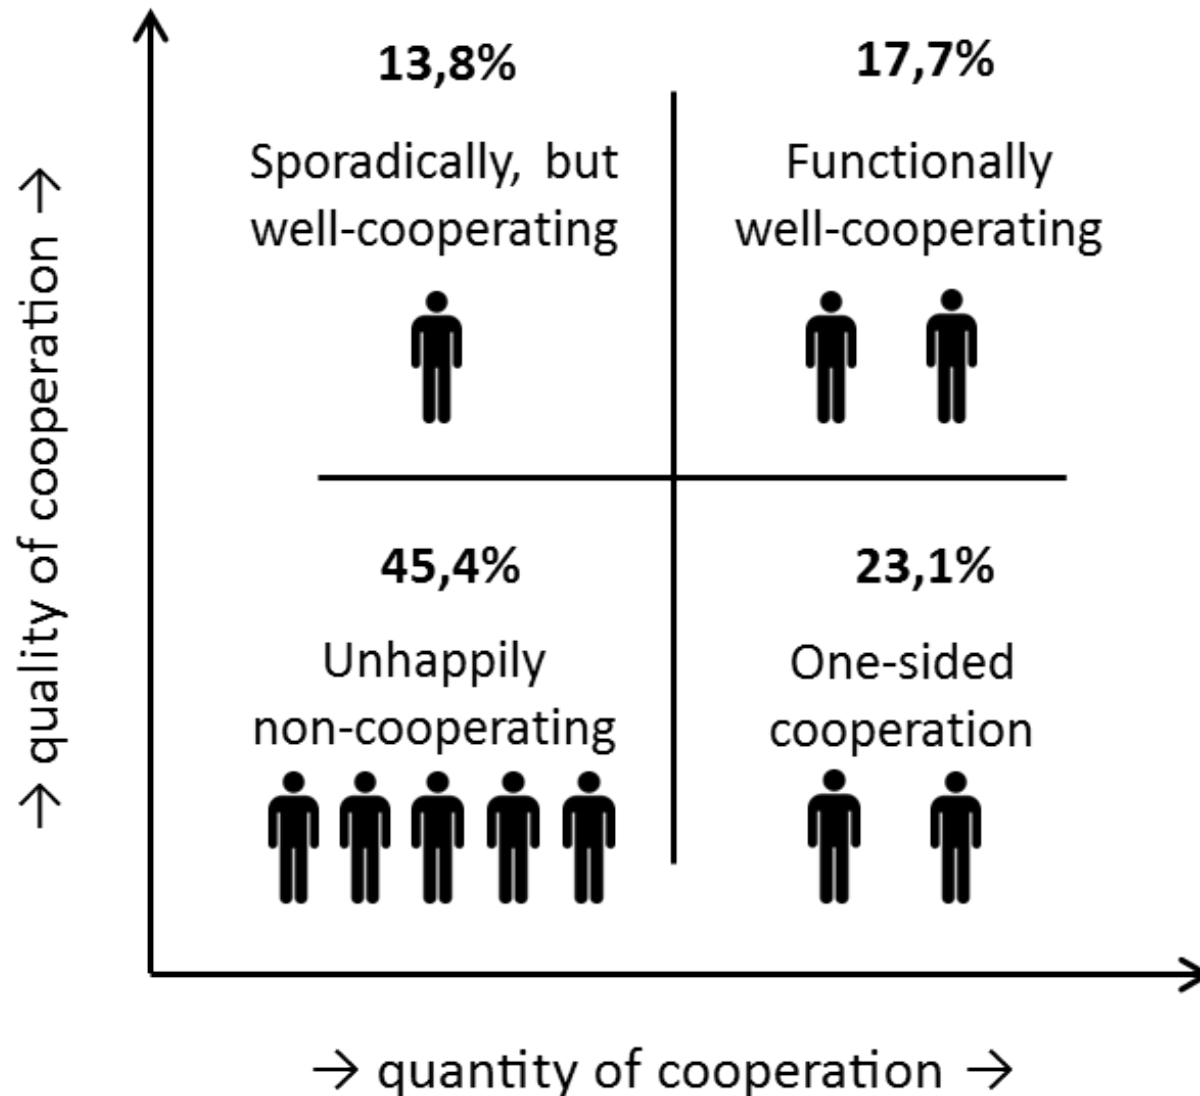 13,8%
Sporadically, but
well-cooperating
17,7%
Functionally
well-cooperating
45,4%
Unhappily
non-cooperating
23,1%
One-sided
cooperation
→ quality of cooperation →
→ quantity of cooperation →